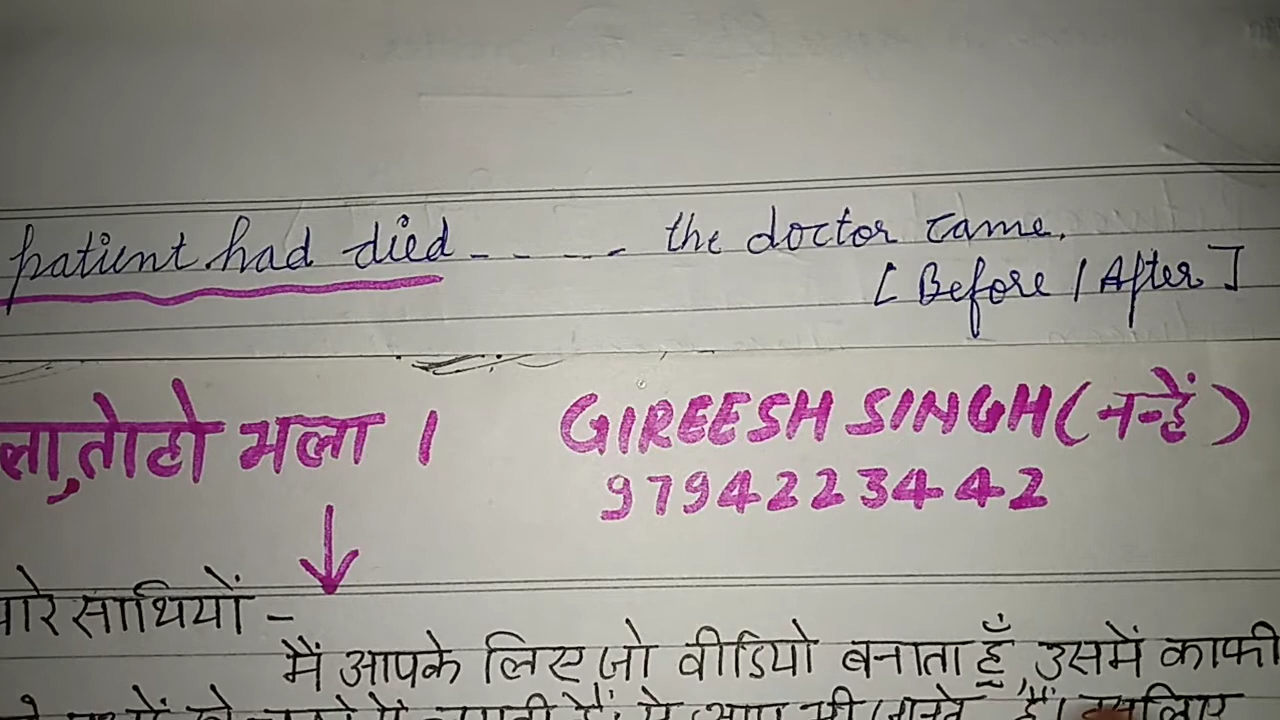 patient had died - - - - - the doctor came.
[ Before / After ]
ला, तो टो भला ।
GIREESH SINGH ( नन्हें )
9794223442
↓
यारे साथियों -
मैं आपके लिए जो वीडियो बनाता हूँ, उसमें काफी